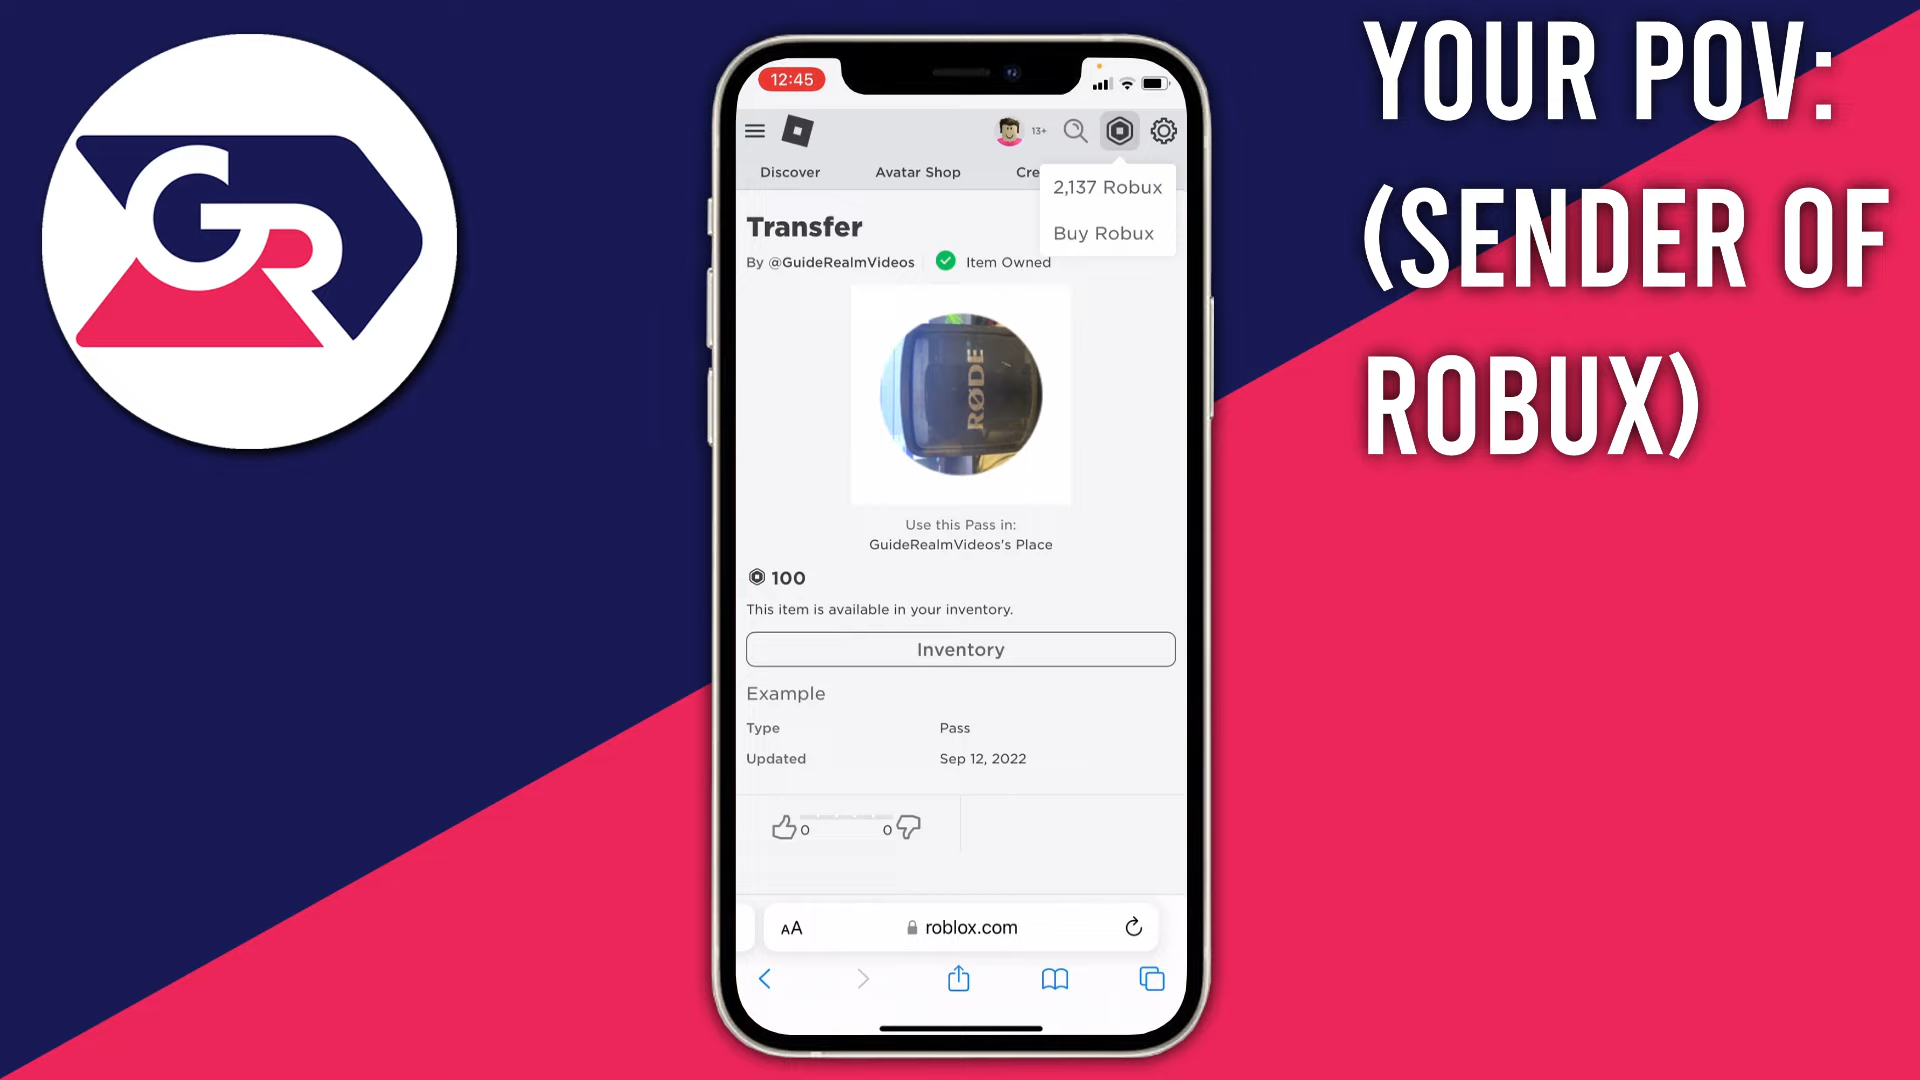 GR
YOUR POV:
(SENDER OF
ROBUX)
12:45
13+
Discover
Avatar Shop
Cre
2,137 Robux
Buy Robux
Transfer
By @GuideRealmVideos
Item Owned
RØDE
Use this Pass in:
GuideRealmVideos's Place
100
This item is available in your inventory.
Inventory
Example
Type
Pass
Updated
Sep 12, 2022
0
0
AA
roblox.com